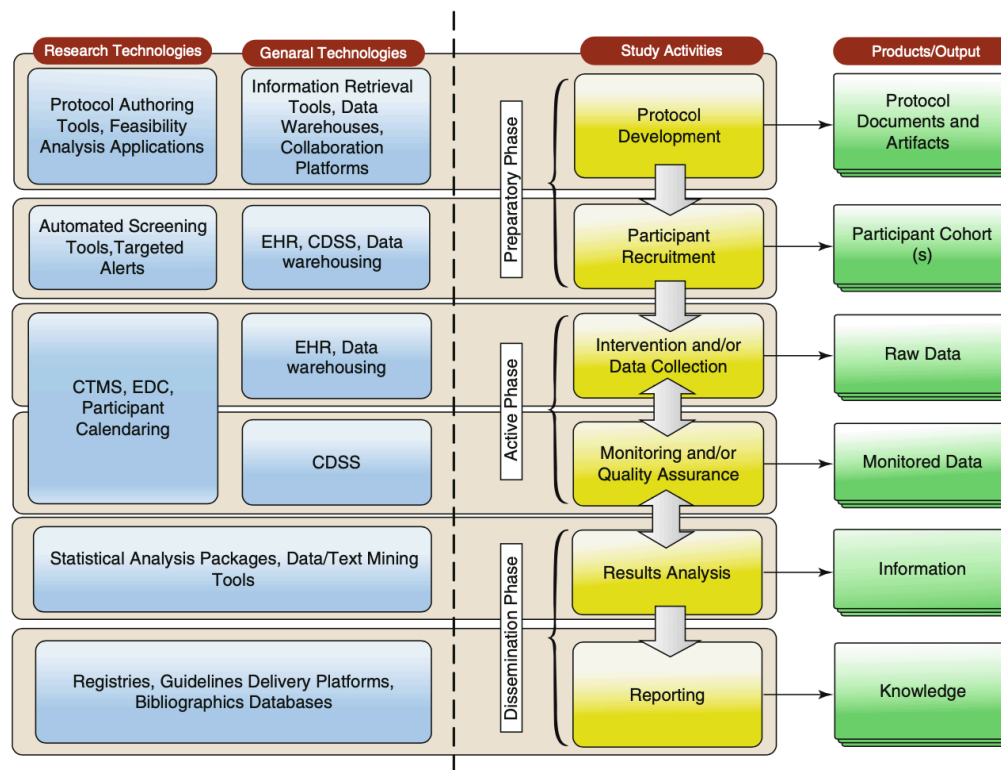 Research Technologies
Genaral Technologies
Study Activities
Products/Output
Protocol Authoring
Tools, Feasibility
Analysis Applications
Information Retrieval
Tools, Data
Warehouses,
Collaboration
Platforms
Preparatory Phase
Protocol
Development
Protocol
Documents and
Artifacts
Automated Screening
Tools,Targeted
Alerts
EHR, CDSS, Data
warehousing
Participant
Recruitment
Participant Cohort
(s)
CTMS, EDC,
Participant
Calendaring
EHR, Data
warehousing
Active Phase
Intervention and/or
Data Collection
Raw Data
CDSS
Monitoring and/or
Quality Assurance
Monitored Data
Statistical Analysis Packages, Data/Text Mining
Tools
Dissemination Phase
Results Analysis
Information
Registries, Guidelines Delivery Platforms,
Bibliographics Databases
Reporting
Knowledge